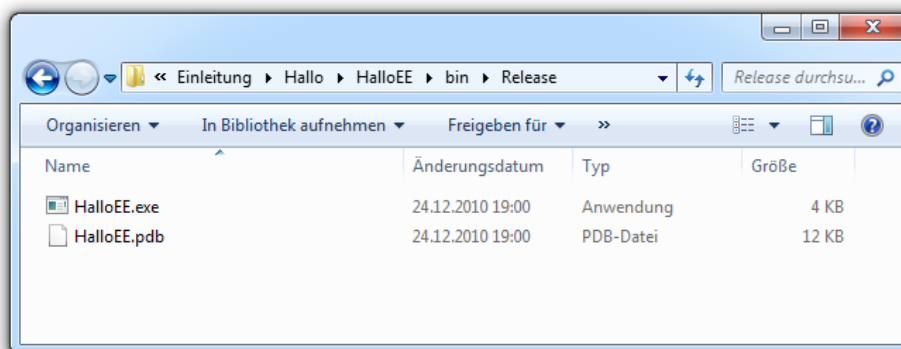 « Einleitung ▸ Hallo ▸ HalloEE ▸ bin ▸ Release Release durchsu...
Organisieren In Bibliothek aufnehmen Freigeben für »
Name Änderungsdatum Typ Größe
HalloEE.exe 24.12.2010 19:00 Anwendung 4 KB
HalloEE.pdb 24.12.2010 19:00 PDB-Datei 12 KB